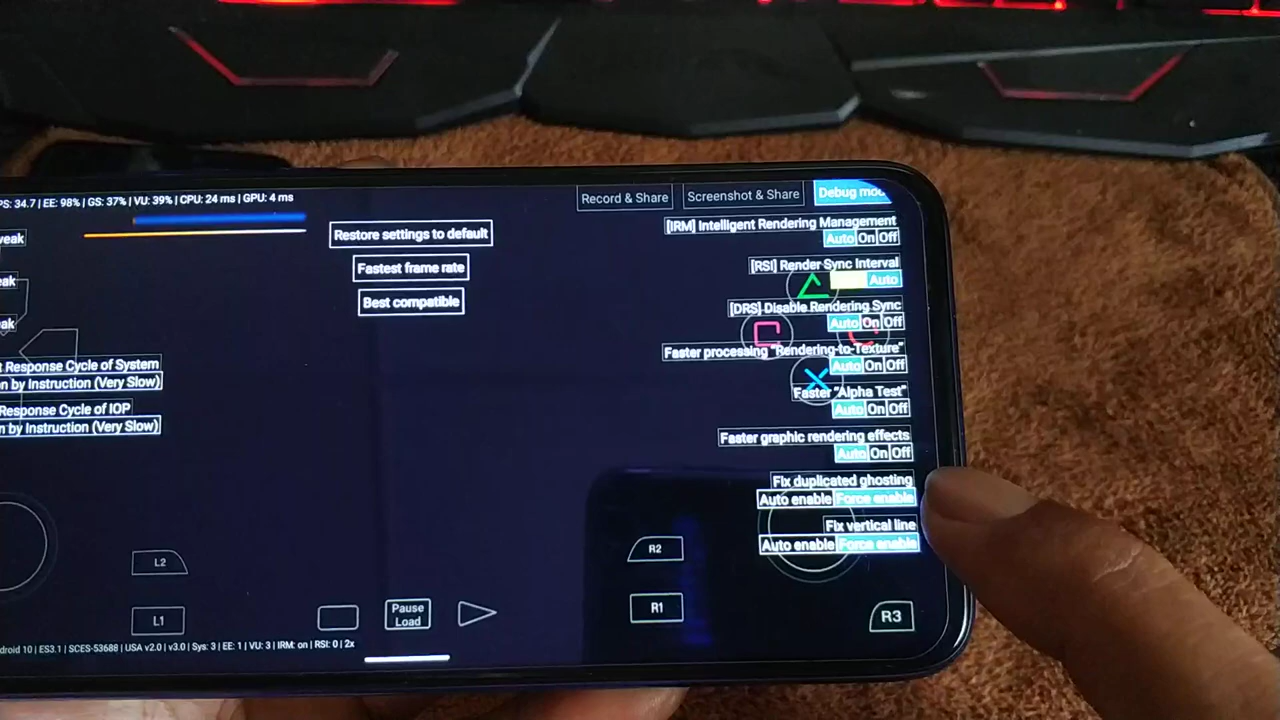 PS: 34.7 | EE: 98% | GS: 37% | VU: 39% | CPU: 24 ms | GPU: 4 ms
Record & Share
Screenshot & Share
Debug mo
weak
eak
eak
Restore settings to default
Fastest frame rate
Best compatible
[IRM] Intelligent Rendering Management
Auto On Off
[RSI] Render Sync Interval
Auto
[DRS] Disable Rendering Sync
Auto On Off
Faster processing "Rendering-to-Texture"
Auto On Off
Faster "Alpha Test"
Auto On Off
Faster graphic rendering effects
Auto On Off
Fix duplicated ghosting
Auto enable Force enable
Fix vertical line
Auto enable Force enable
t Response Cycle of System
n by Instruction (Very Slow)
Response Cycle of IOP
n by Instruction (Very Slow)
L2
L1
Pause
Load
R2
R1
R3
droid 10 | ES3.1 | SCES-53688 | USA v2.0 | v3.0 | Sys: 3 | EE: 1 | VU: 3 | IRM: on | RSI: 0 | 2x